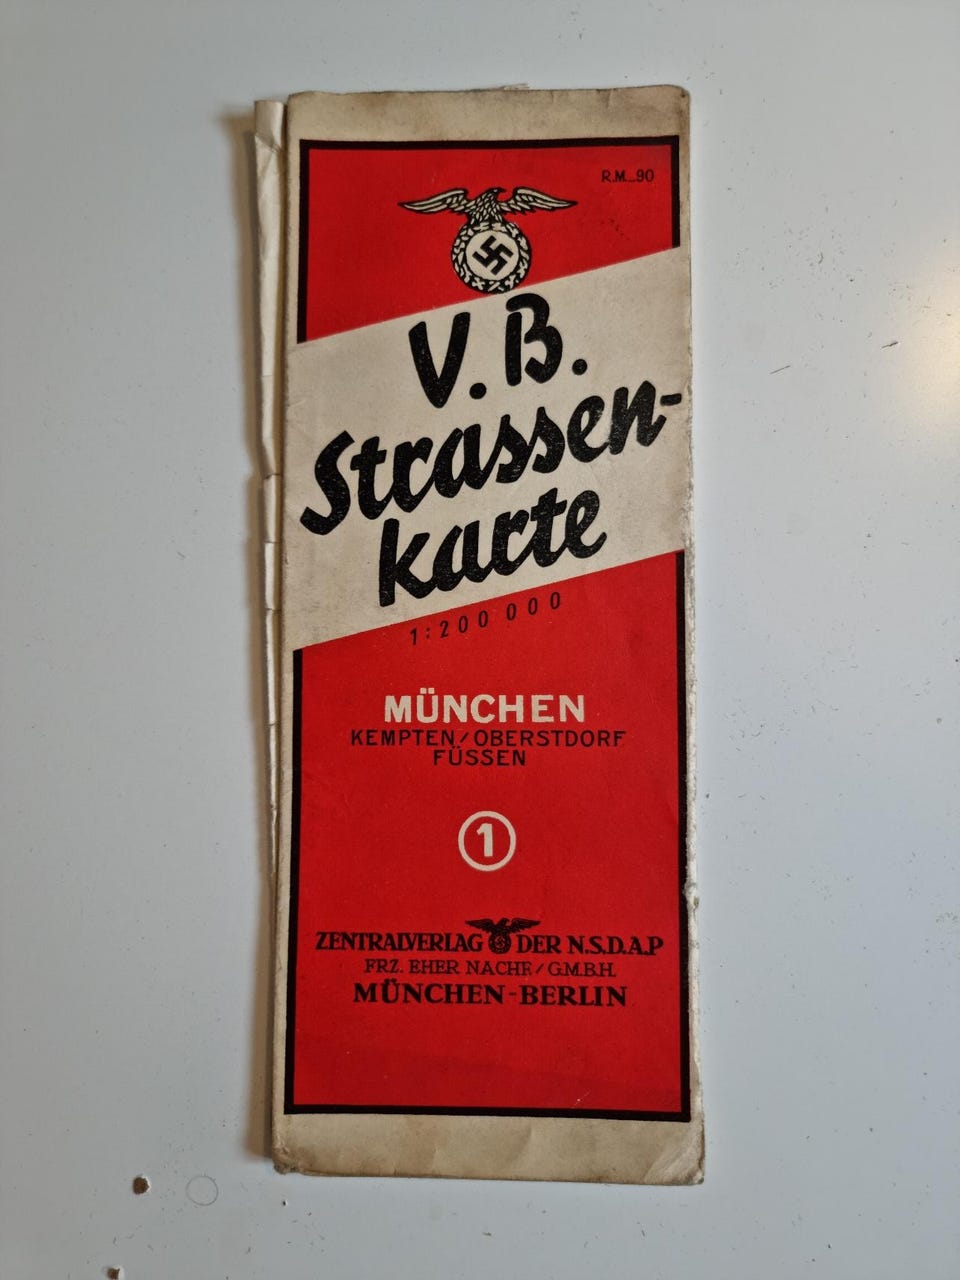 R.M. -.90
V. B.
Strassen-
karte
1:200 000
MÜNCHEN
KEMPTEN/OBERSTDORF
FÜSSEN
1
ZENTRALVERLAG DER N.S.D.A.P
FRZ. EHER NACHF/G.M.B.H.
MÜNCHEN-BERLIN